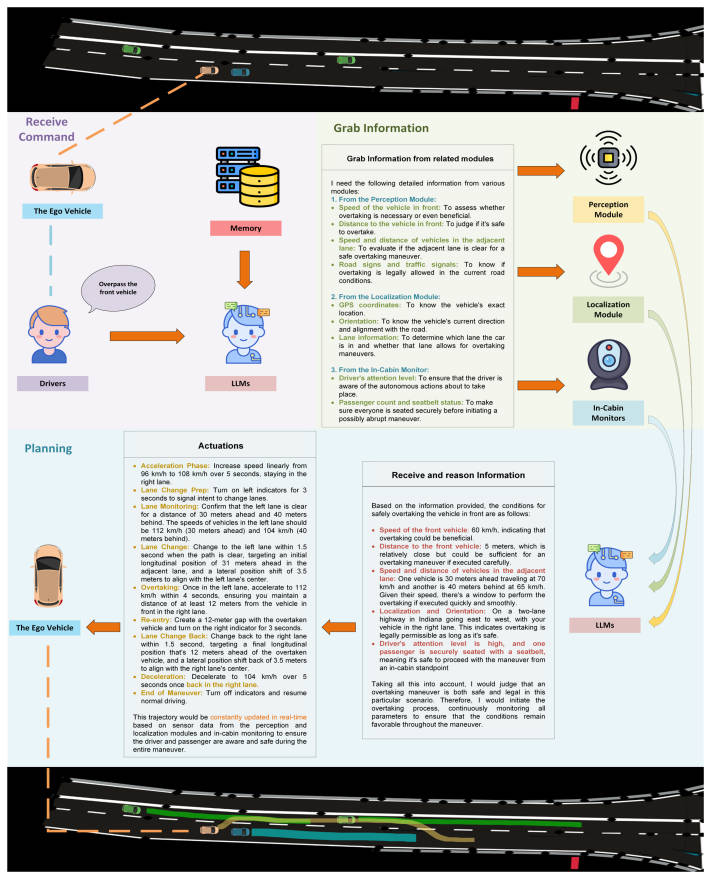 Receive
Command
The Ego Vehicle
Memory
Overpass the
front vehicle
Drivers
LLMs
Grab Information
Grab Information from related modules
I need the following detailed information from various
modules:
1. From the Perception Module:
• Speed of the vehicle in front: To assess whether
overtaking is necessary or even beneficial.
• Distance to the vehicle in front: To judge if it's safe
to overtake.
• Speed and distance of vehicles in the adjacent
lane: To evaluate if the adjacent lane is clear for a
safe overtaking maneuver.
• Road signs and traffic signals: To know if
overtaking is legally allowed in the current road
conditions.
2. From the Localization Module:
• GPS coordinates: To know the vehicle's exact
location.
• Orientation: To know the vehicle's current direction
and alignment with the road.
• Lane information: To determine which lane the car
is in and whether that lane allows for overtaking
maneuvers.
3. From the In-Cabin Monitor:
• Driver's attention level: To ensure that the driver is
aware of the autonomous actions about to take
place.
• Passenger count and seatbelt status: To make
sure everyone is seated securely before initiating a
possibly abrupt maneuver.
Perception
Module
Localization
Module
In-Cabin
Monitors
Planning
The Ego Vehicle
Actuations
• Acceleration Phase: Increase speed linearly from
96 km/h to 108 km/h over 5 seconds, staying in the
right lane.
• Lane Change Prep: Turn on left indicators for 3
seconds to signal intent to change lanes.
• Lane Monitoring: Confirm that the left lane is clear
for a distance of 30 meters ahead and 40 meters
behind. The speeds of vehicles in the left lane should
be 112 km/h (30 meters ahead) and 104 km/h (40
meters behind).
• Lane Change: Change to the left lane within 1.5
second when the path is clear, targeting an initial
longitudinal position of 31 meters ahead in the
adjacent lane, and a lateral position shift of 3.5
meters to align with the left lane's center.
• Overtaking: Once in the left lane, accelerate to 112
km/h within 4 seconds, ensuring you maintain a
distance of at least 12 meters from the vehicle in
front in the right lane.
• Re-entry: Create a 12-meter gap with the overtaken
vehicle and turn on the right indicator for 3 seconds.
• Lane Change Back: Change back to the right lane
within 1.5 second, targeting a final longitudinal
position that's 12 meters ahead of the overtaken
vehicle, and a lateral position shift back of 3.5 meters
to align with the right lane's center.
• Deceleration: Decelerate to 104 km/h over 5
seconds once back in the right lane.
• End of Maneuver: Turn off indicators and resume
normal driving.
This trajectory would be constantly updated in real-time
based on sensor data from the perception and
localization modules and in-cabin monitoring to ensure
the driver and passenger are aware and safe during the
entire maneuver.
Receive and reason Information
Based on the information provided, the conditions for
safely overtaking the vehicle in front are as follows:
• Speed of the front vehicle: 60 km/h, indicating that
overtaking could be beneficial.
• Distance to the front vehicle: 5 meters, which is
relatively close but could be sufficient for an
overtaking maneuver if executed carefully.
• Speed and distance of vehicles in the adjacent
lane: One vehicle is 30 meters ahead traveling at 70
km/h and another is 40 meters behind at 65 km/h.
Given their speed, there's a window to perform the
overtaking if executed quickly and smoothly.
• Localization and Orientation: On a two-lane
highway in Indiana going east to west, with your
vehicle in the right lane. This indicates overtaking is
legally permissible as long as it's safe.
• Driver's attention level is high, and one
passenger is securely seated with a seatbelt,
meaning it's safe to proceed with the maneuver from
an in-cabin standpoint
Taking all this into account, I would judge that an
overtaking maneuver is both safe and legal in this
particular scenario. Therefore, I would initiate the
overtaking process, continuously monitoring all
parameters to ensure that the conditions remain
favorable throughout the maneuver.
LLMs